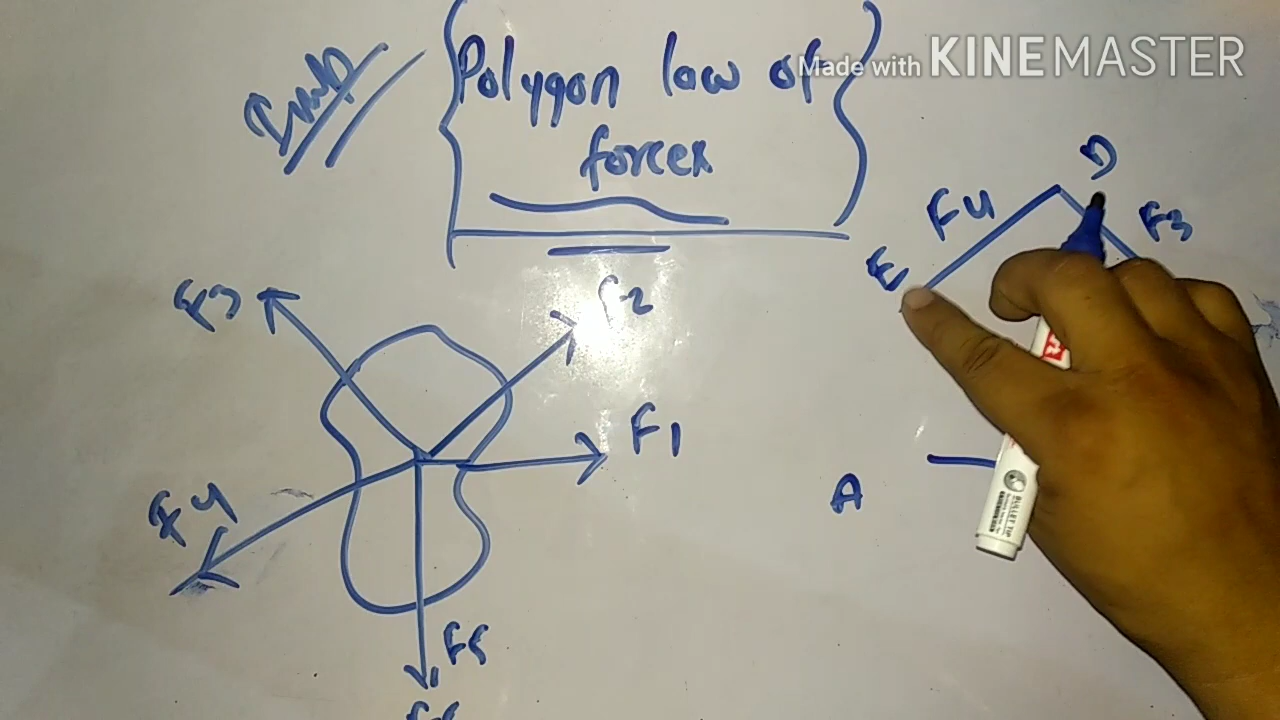 Imp
Polygon law of
forces
Made with KINEMASTER
F3
F2
F1
F4
F5
D
F4
F3
E
A